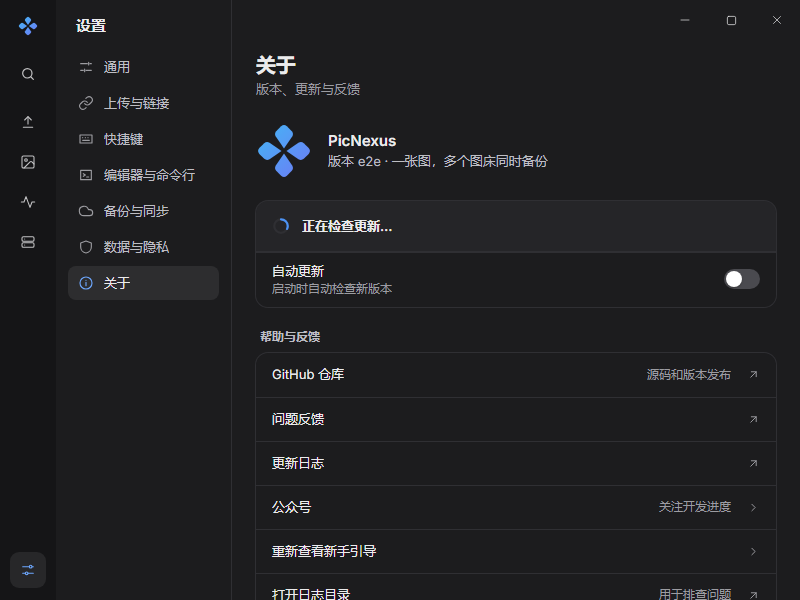 设置
通用
上传与链接
快捷键
编辑器与命令行
备份与同步
数据与隐私
关于
关于
版本、更新与反馈
PicNexus
版本 e2e · 一张图，多个图床同时备份
正在检查更新...
自动更新
启动时自动检查新版本
帮助与反馈
GitHub 仓库 源码和版本发布
问题反馈
更新日志
公众号 关注开发进度
重新查看新手引导
打开日志目录 用于排查问题